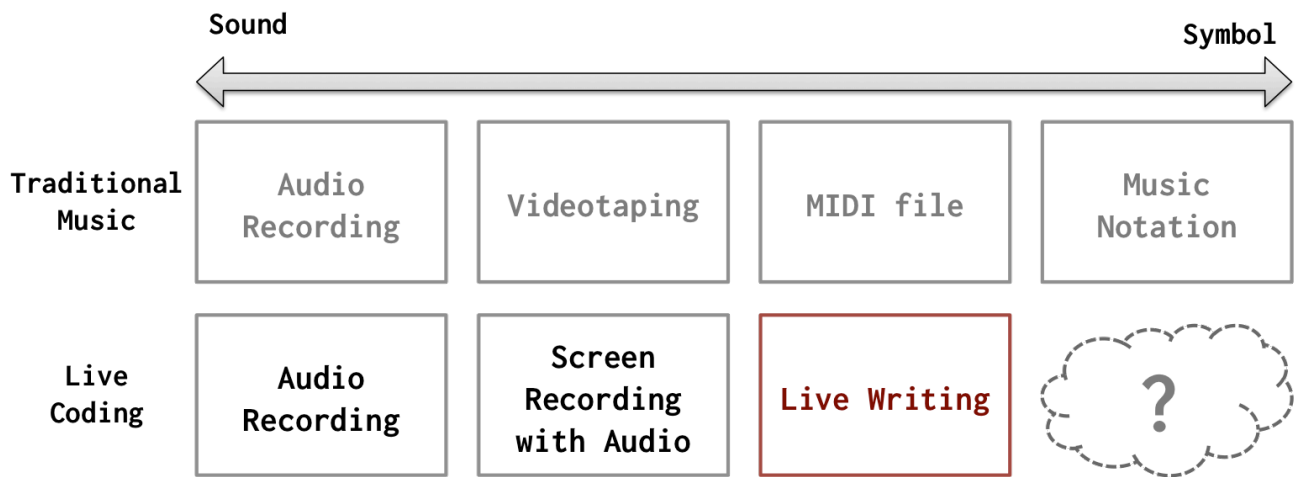 Sound
Symbol
Traditional
Music
Audio
Recording
Videotaping
MIDI file
Music
Notation
Live
Coding
Audio
Recording
Screen
Recording
with Audio
Live Writing
?